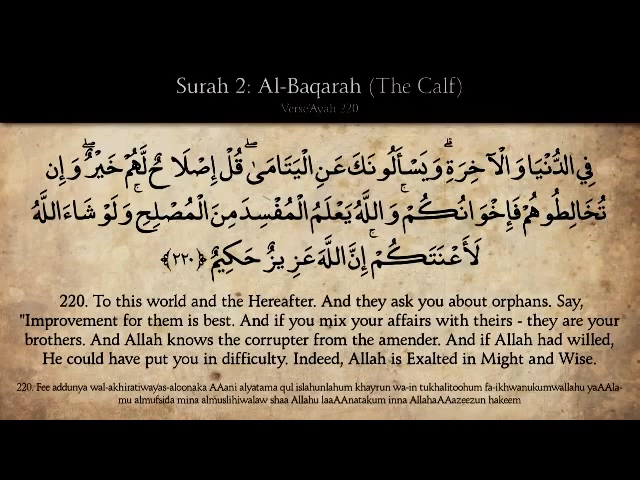 Surah 2: Al-Baqarah (The Calf)
Verse/Ayah 220
فِي الدُّنْيَا وَالْآخِرَةِ ۗ وَيَسْأَلُونَكَ عَنِ الْيَتَامَىٰ ۖ قُلْ إِصْلَاحٌ لَّهُمْ خَيْرٌ ۖ وَإِن
تُخَالِطُوهُمْ فَإِخْوَانُكُمْ ۚ وَاللَّهُ يَعْلَمُ الْمُفْسِدَ مِنَ الْمُصْلِحِ ۚ وَلَوْ شَاءَ اللَّهُ
لَأَعْنَتَكُمْ ۚ إِنَّ اللَّهَ عَزِيزٌ حَكِيمٌ ﴿٢٢٠﴾
220. To this world and the Hereafter. And they ask you about orphans. Say,
"Improvement for them is best. And if you mix your affairs with theirs - they are your
brothers. And Allah knows the corrupter from the amender. And if Allah had willed,
He could have put you in difficulty. Indeed, Allah is Exalted in Might and Wise.
220. Fee addunya wal-akhiratiwayas-aloonaka AAani alyatama qul islahunlahum khayrun wa-in tukhalitoohum fa-ikhwanukumwallahu yaAAla-
mu almufsida mina almuslihiwalaw shaa Allahu laaAAnatakum inna AllahaAAazeezun hakeem